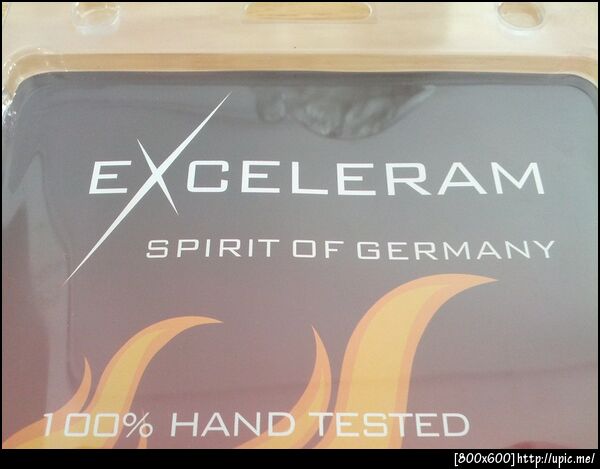 EXCELERAM
SPIRIT OF GERMANY
100% HAND TESTED
[800x600]http://upic.me/